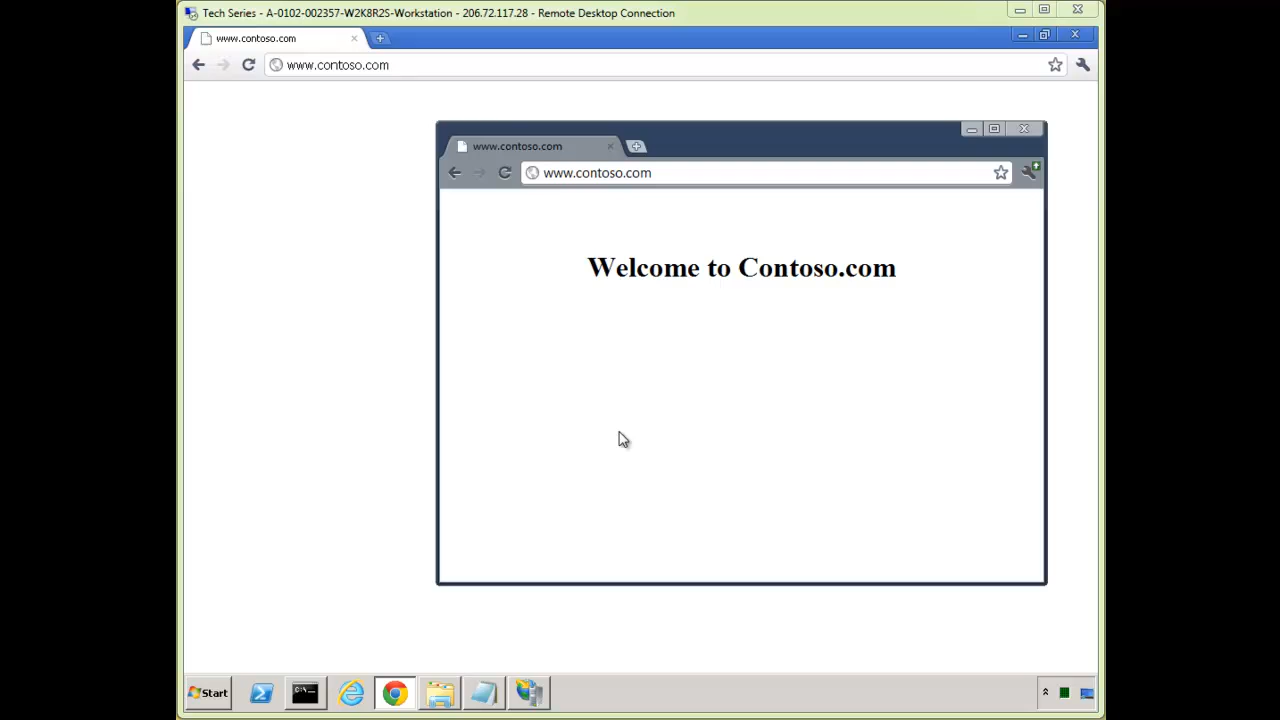 Tech Series - A-0102-002357-W2K8R2S-Workstation - 206.72.117.28 - Remote Desktop Connection
www.contoso.com
www.contoso.com
www.contoso.com
www.contoso.com
Welcome to Contoso.com
Start